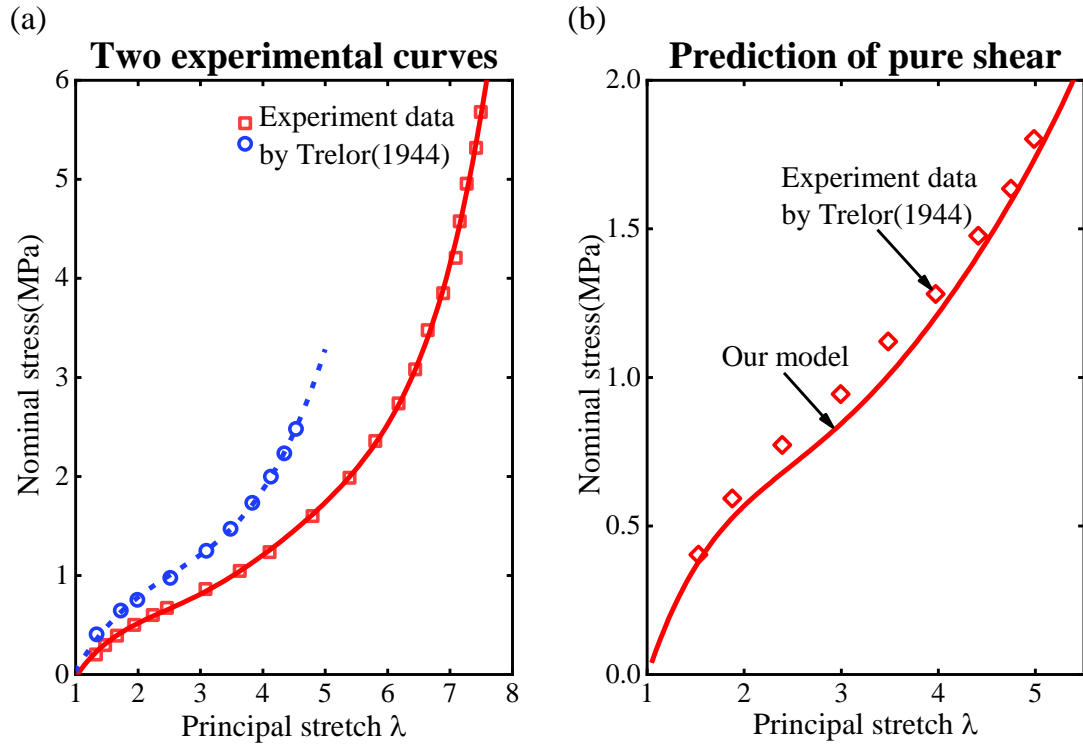 (a)
Two experimental curves
6
5
4
3
2
1
0
Nominal stress(MPa)
Experiment data
by Trelor(1944)
1 2 3 4 5 6 7 8
Principal stretch λ
(b)
Prediction of pure shear
2.0
1.5
1.0
0.5
0.0
Nominal stress(MPa)
Experiment data
by Trelor(1944)
Our model
1 2 3 4 5
Principal stretch λ